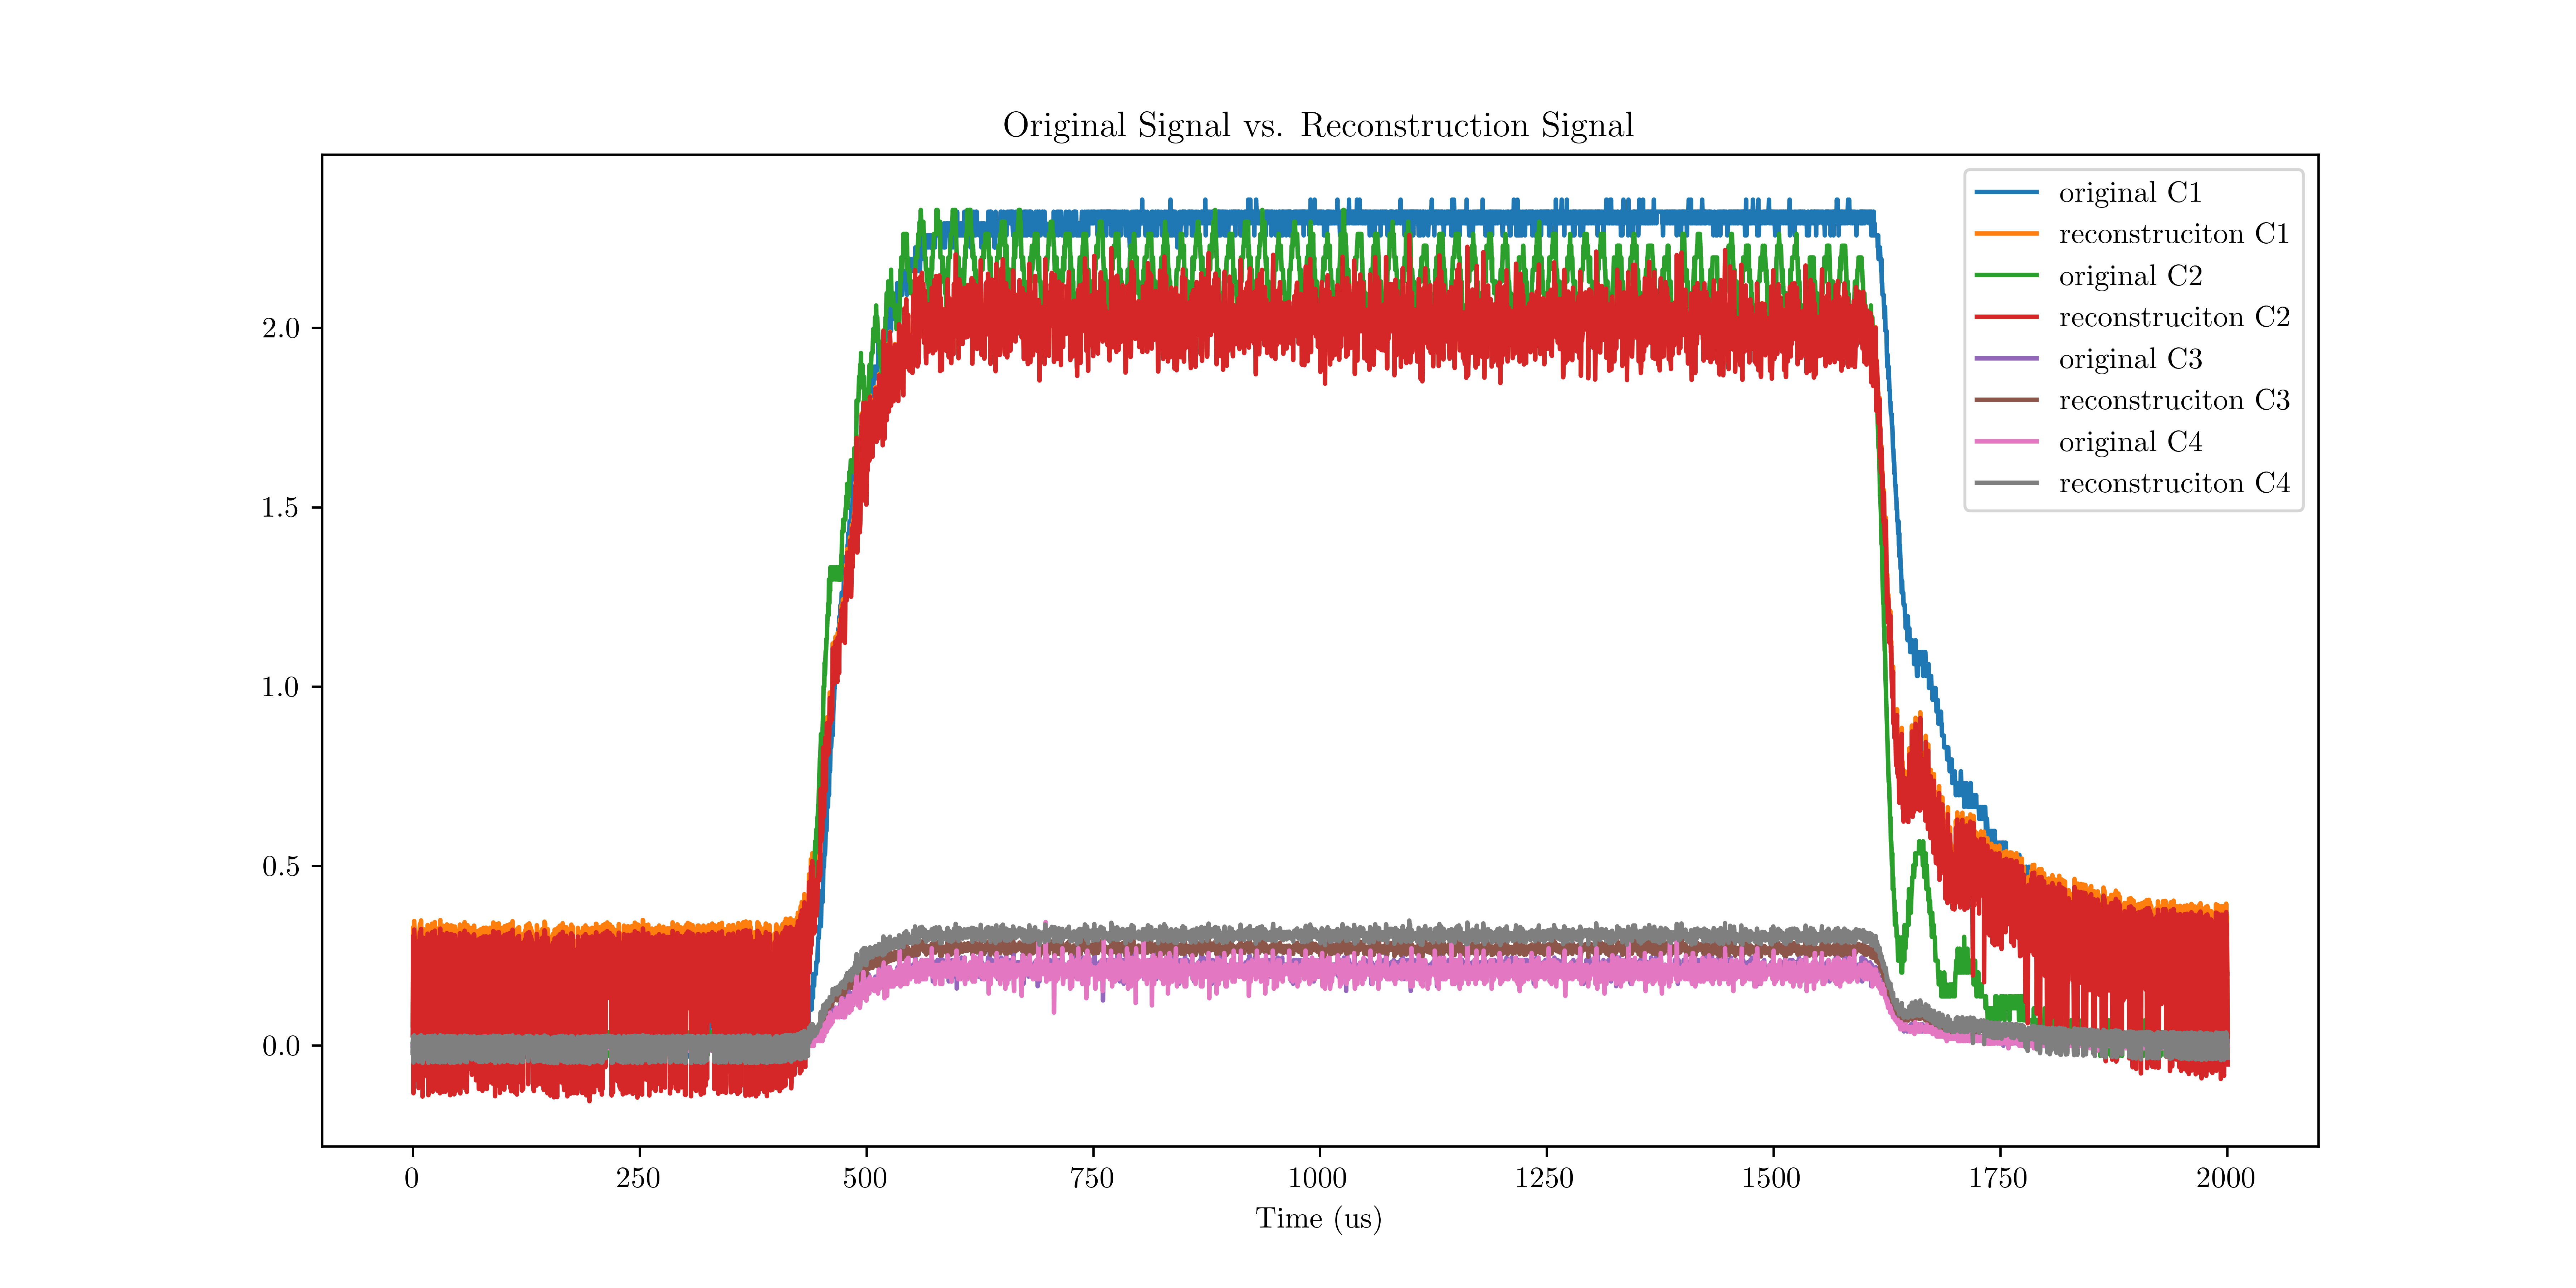 Original Signal vs. Reconstruction Signal
original C1
reconstruciton C1
original C2
reconstruciton C2
original C3
reconstruciton C3
original C4
reconstruciton C4
2.0
1.5
1.0
0.5
0.0
0 250 500 750 1000 1250 1500 1750 2000
Time (us)